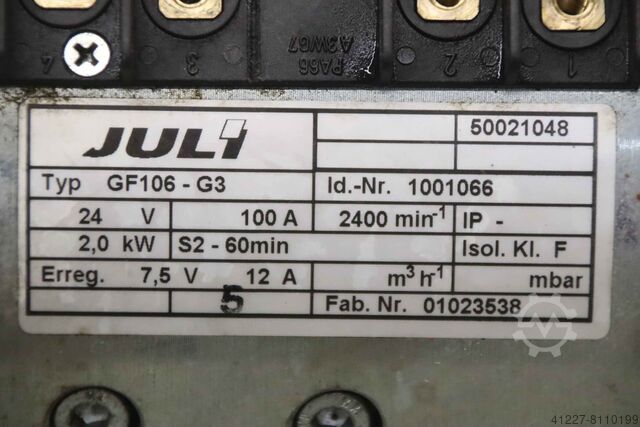 4 3 PA66 2 1
A3WG7
JULI 50021048
Typ GF106 - G3 Id.-Nr. 1001066
24 V 100 A 2400 min-1 IP -
2,0 kW S2 - 60min Isol. Kl. F
Erreg. 7,5 V 12 A m3 h-1 mbar
5 Fab. Nr. 01023538
41227-8110199